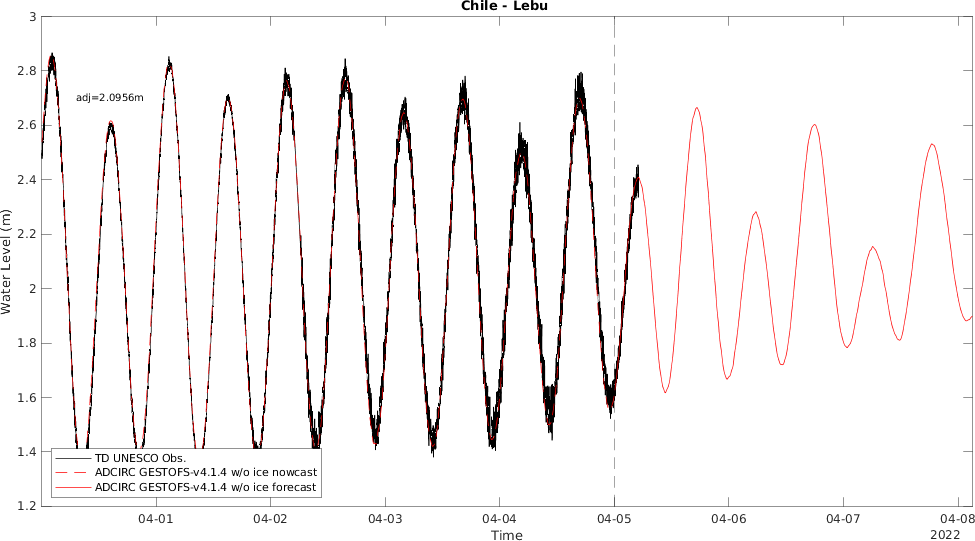 Chile - Lebu
3
2.8
2.6
2.4
2.2
2
1.8
1.6
1.4
1.2
Water Level (m)
adj=2.0956m
TD UNESCO Obs.
ADCIRC GESTOFS-v4.1.4 w/o ice nowcast
ADCIRC GESTOFS-v4.1.4 w/o ice forecast
04-01 04-02 04-03 04-04 04-05 04-06 04-07 04-08
Time
2022